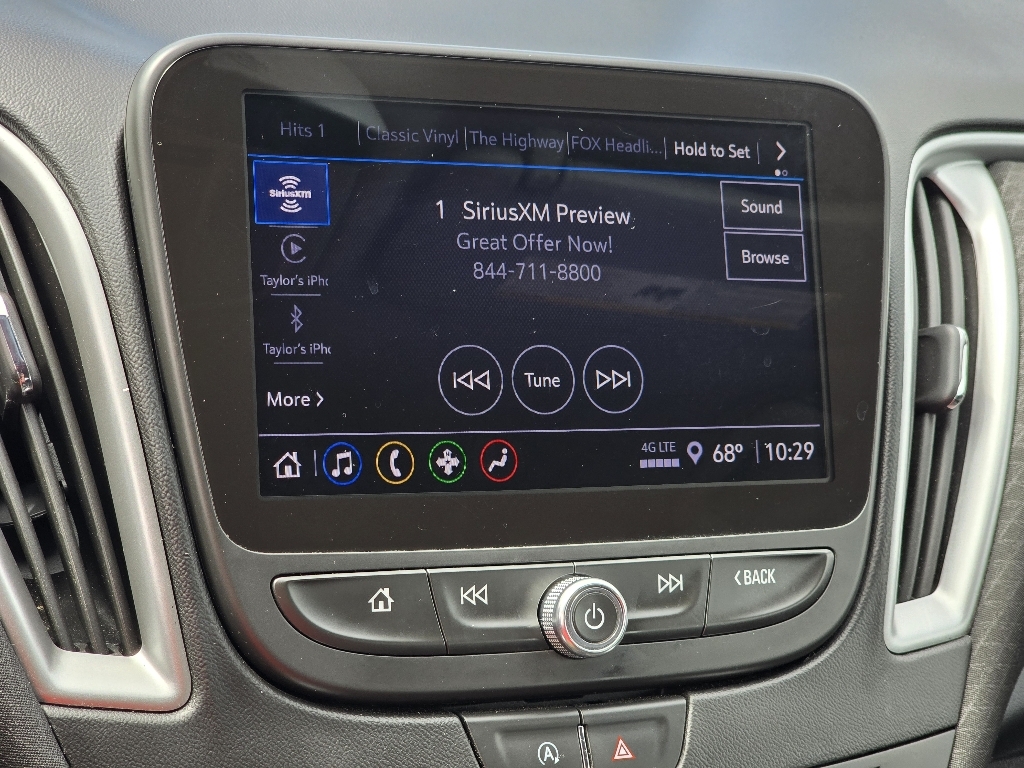 Hits 1 Classic Vinyl The Highway FOX Headli... Hold to Set
SiriusXM
1 SiriusXM Preview
Great Offer Now!
844-711-8800
Sound
Browse
Taylor's iPho
Taylor's iPho
More
Tune
4G LTE
68° 10:29
BACK
A